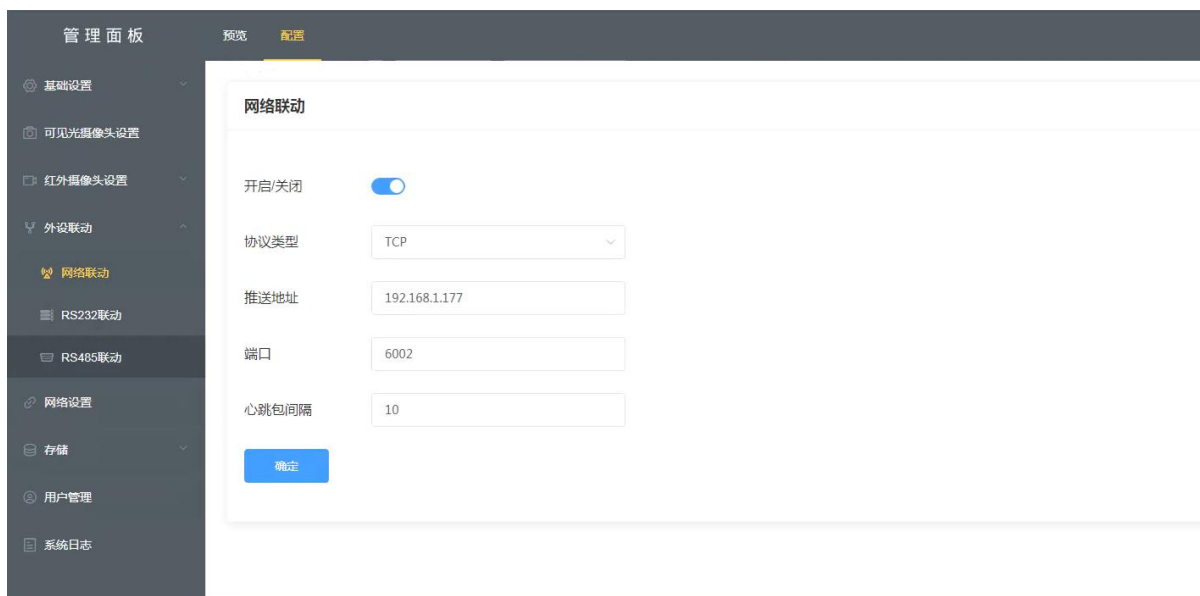 管理面板
预览 配置
基础设置
可见光摄像头设置
红外摄像头设置
外设联动
网络联动
RS232联动
RS485联动
网络设置
存储
用户管理
系统日志
网络联动
开启/关闭
协议类型 TCP
推送地址 192.168.1.177
端口 6002
心跳包间隔 10
确定